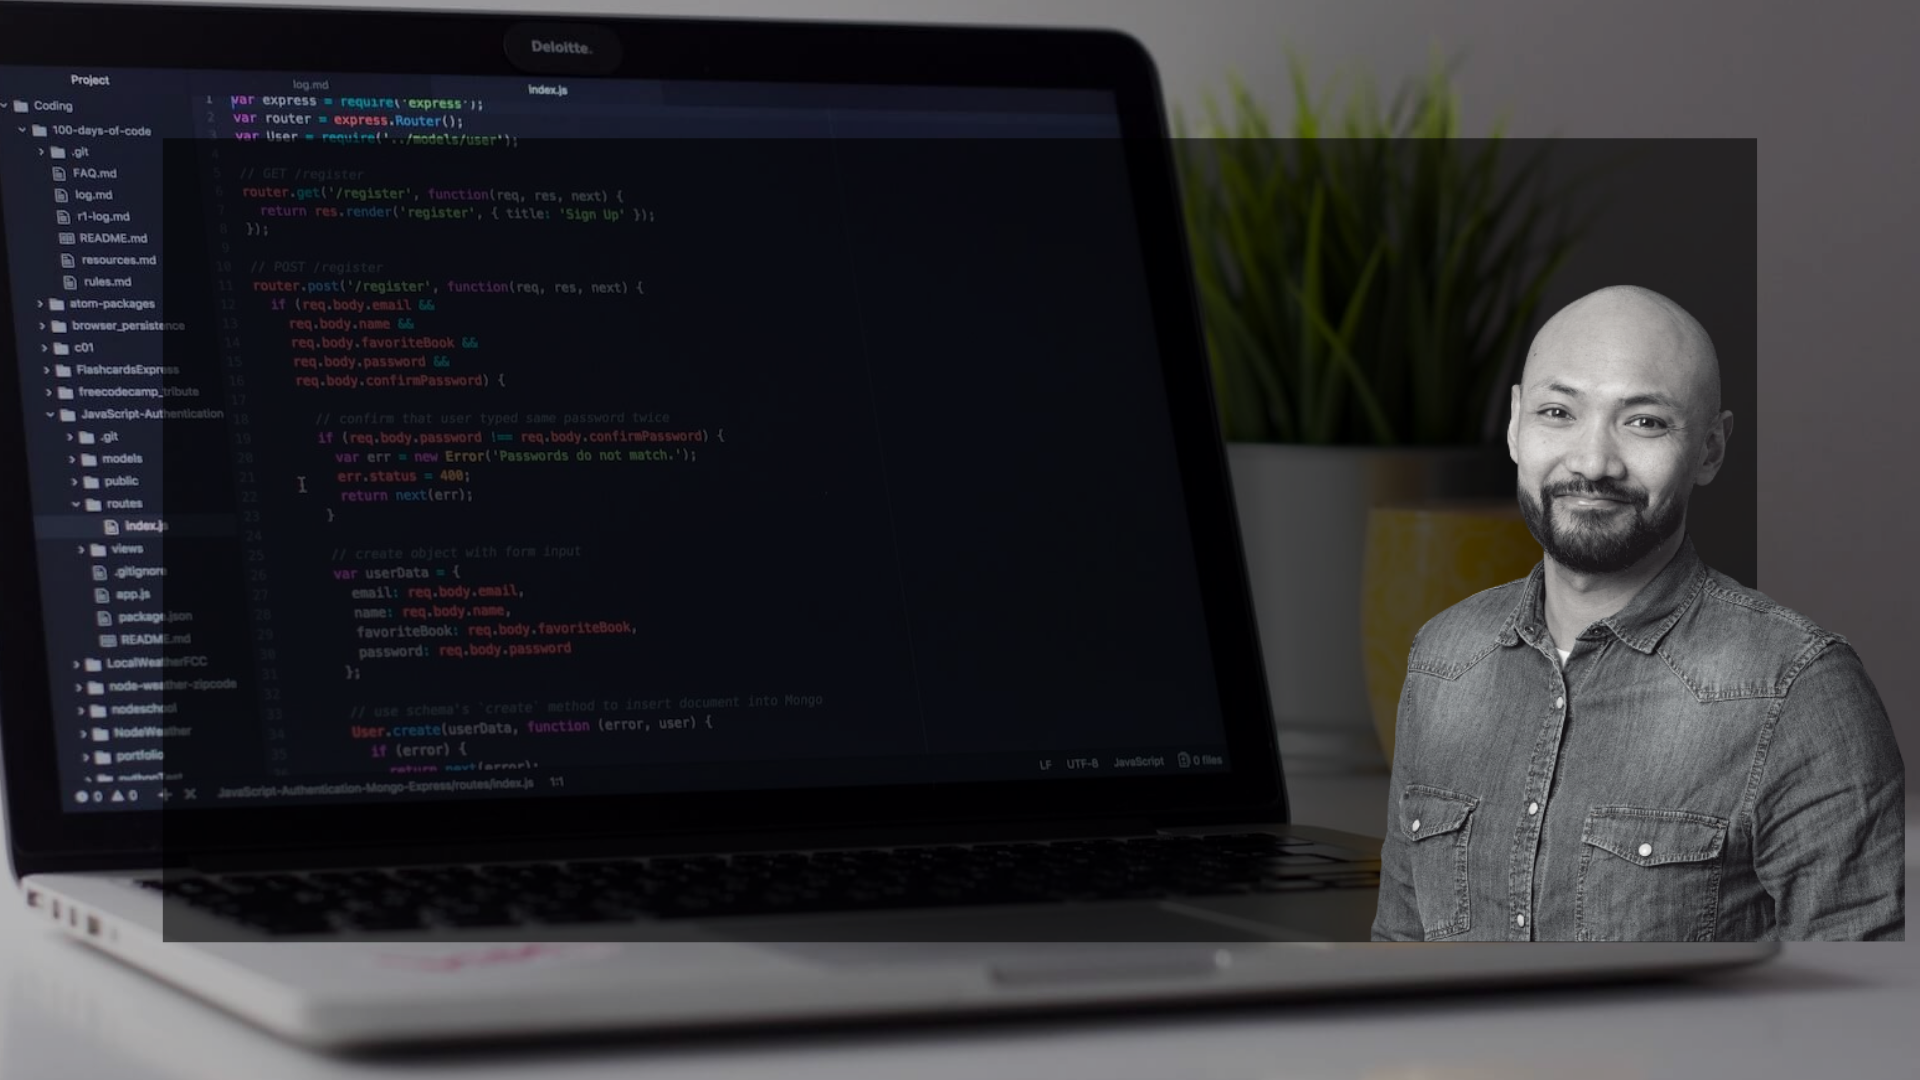 Deloitte.
Project
log.md
index.js
Coding
100-days-of-code
.git
FAQ.md
log.md
r1-log.md
README.md
resources.md
rules.md
atom-packages
browser_persistence
c01
FlashcardsExpress
freecodecamp_tribute
JavaScript-Authentication
.git
models
public
routes
index.js
views
.gitignore
app.js
package.json
README.md
LocalWeatherFCC
node-weather-zipcode
nodeschool
NodeWeather
portfolio
pythonTest
1 var express = require('express');
2 var router = express.Router();
3 var User = require('../models/user');
4
5 // GET /register
6 router.get('/register', function(req, res, next) {
7 return res.render('register', { title: 'Sign Up' });
8 });
9
10 // POST /register
11 router.post('/register', function(req, res, next) {
12 if (req.body.email &&
13 req.body.name &&
14 req.body.favoriteBook &&
15 req.body.password &&
16 req.body.confirmPassword) {
17
18 // confirm that user typed same password twice
19 if (req.body.password !== req.body.confirmPassword) {
20 var err = new Error('Passwords do not match.');
21 err.status = 400;
22 return next(err);
23 }
24
25 // create object with form input
26 var userData = {
27 email: req.body.email,
28 name: req.body.name,
29 favoriteBook: req.body.favoriteBook,
30 password: req.body.password
31 };
32
33 // use schema's `create` method to insert document into Mongo
34 User.create(userData, function (error, user) {
35 if (error) {
36 return next(error);
0 0 JavaScript-Authentication-Mongo-Express/routes/index.js 1:1 LF UTF-8 JavaScript 0 files